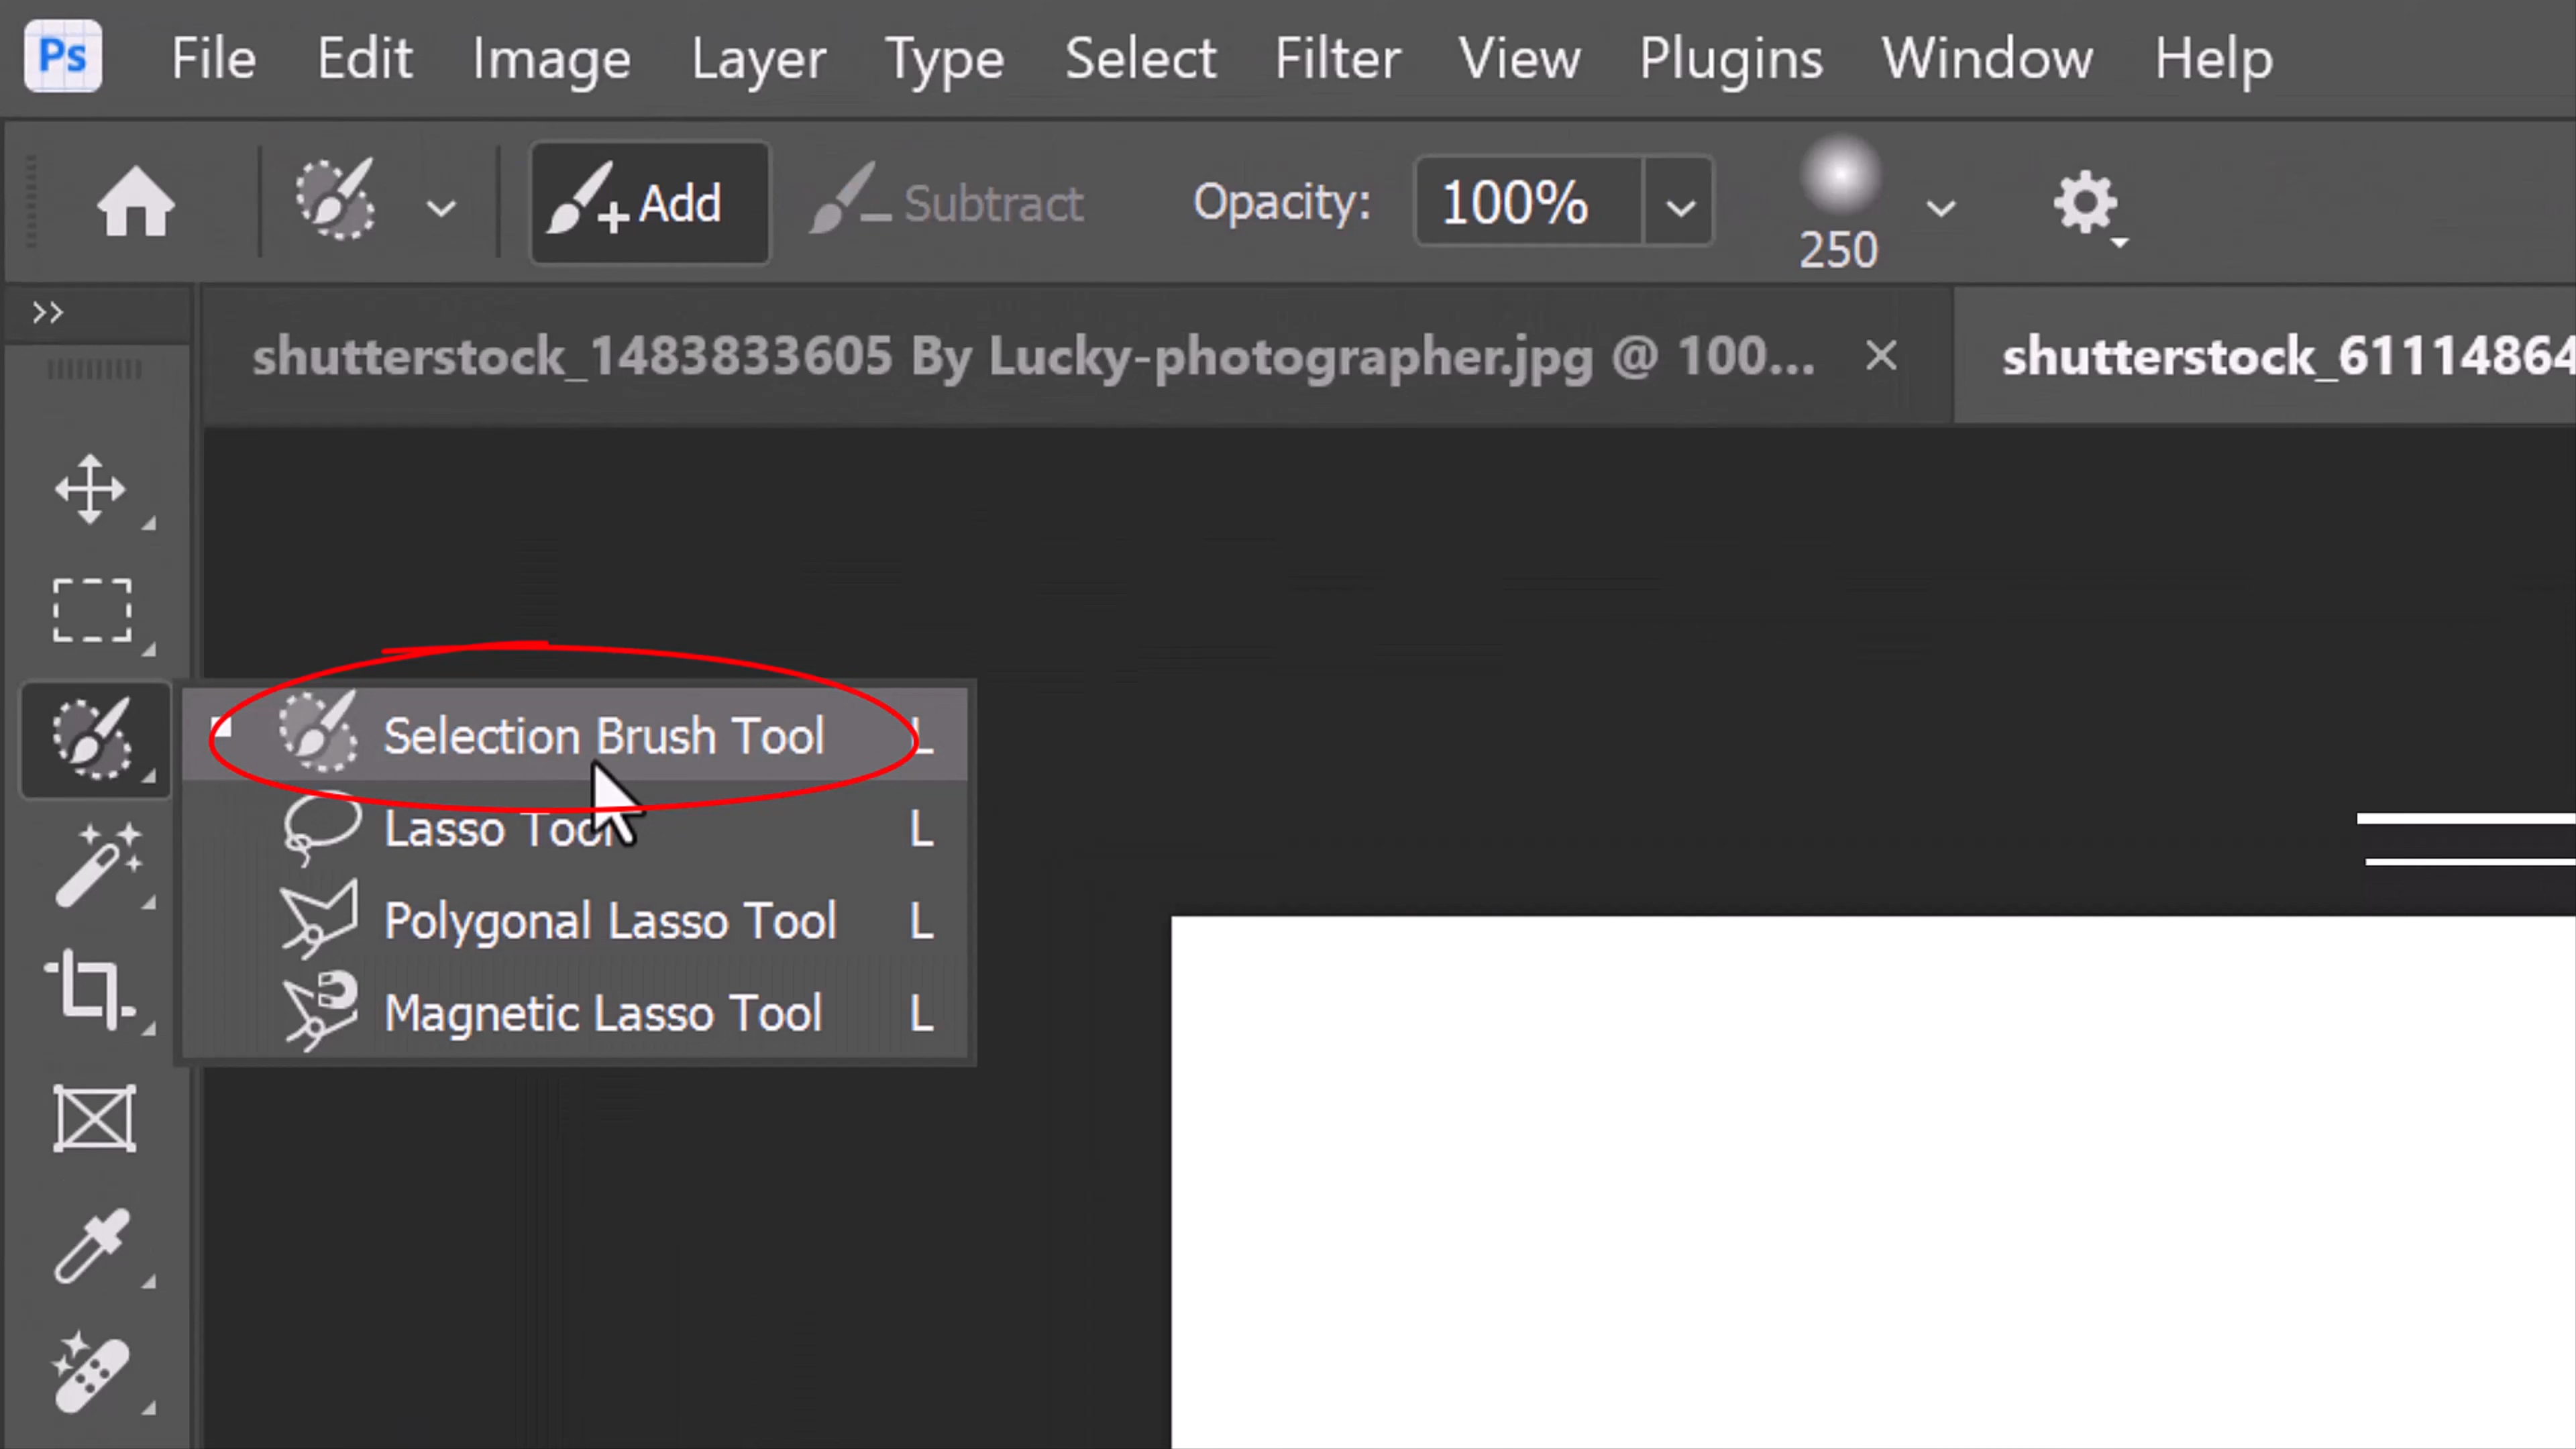 Ps File Edit Image Layer Type Select Filter View Plugins Window Help
Add Subtract Opacity: 100% 250
shutterstock_1483833605 By Lucky-photographer.jpg @ 100... × shutterstock_61114864
Selection Brush Tool L
Lasso Tool L
Polygonal Lasso Tool L
Magnetic Lasso Tool L